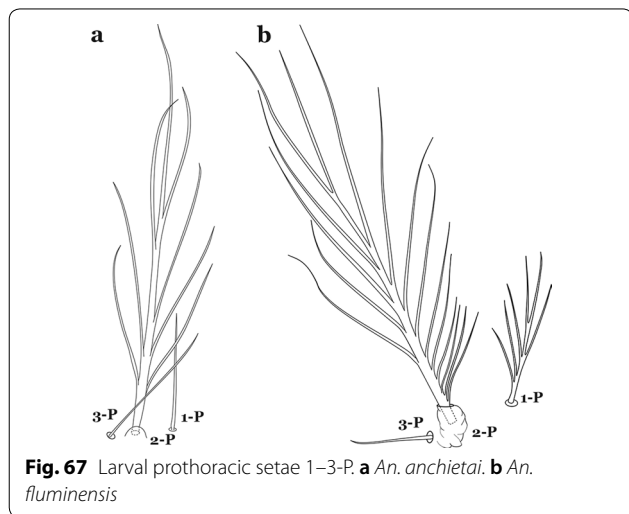 a
b
3-P
1-P
2-P
3-P
2-P
1-P
Fig. 67 Larval prothoracic setae 1–3-P. a An. anchietai. b An.
fluminensis